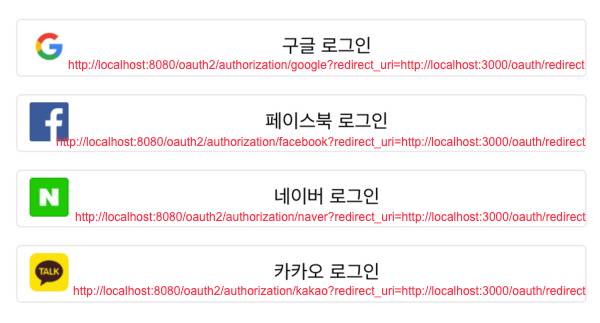 구글 로그인
http://localhost:8080/oauth2/authorization/google?redirect_uri=http://localhost:3000/oauth/redirect
페이스북 로그인
http://localhost:8080/oauth2/authorization/facebook?redirect_uri=http://localhost:3000/oauth/redirect
N
네이버 로그인
http://localhost:8080/oauth2/authorization/naver?redirect_uri=http://localhost:3000/oauth/redirect
TALK
카카오 로그인
http://localhost:8080/oauth2/authorization/kakao?redirect_uri=http://localhost:3000/oauth/redirect